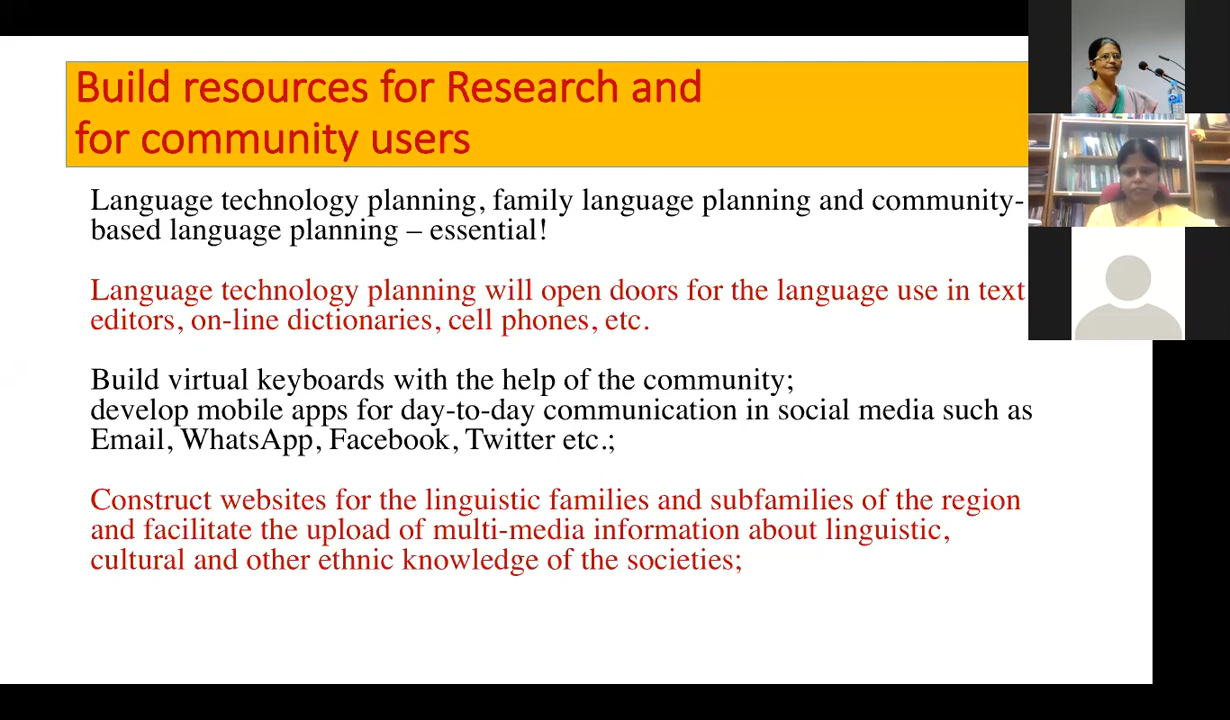 Build resources for Research and
for community users
Language technology planning, family language planning and community-
based language planning – essential!
Language technology planning will open doors for the language use in text
editors, on-line dictionaries, cell phones, etc.
Build virtual keyboards with the help of the community;
develop mobile apps for day-to-day communication in social media such as
Email, WhatsApp, Facebook, Twitter etc.;
Construct websites for the linguistic families and subfamilies of the region
and facilitate the upload of multi-media information about linguistic,
cultural and other ethnic knowledge of the societies;